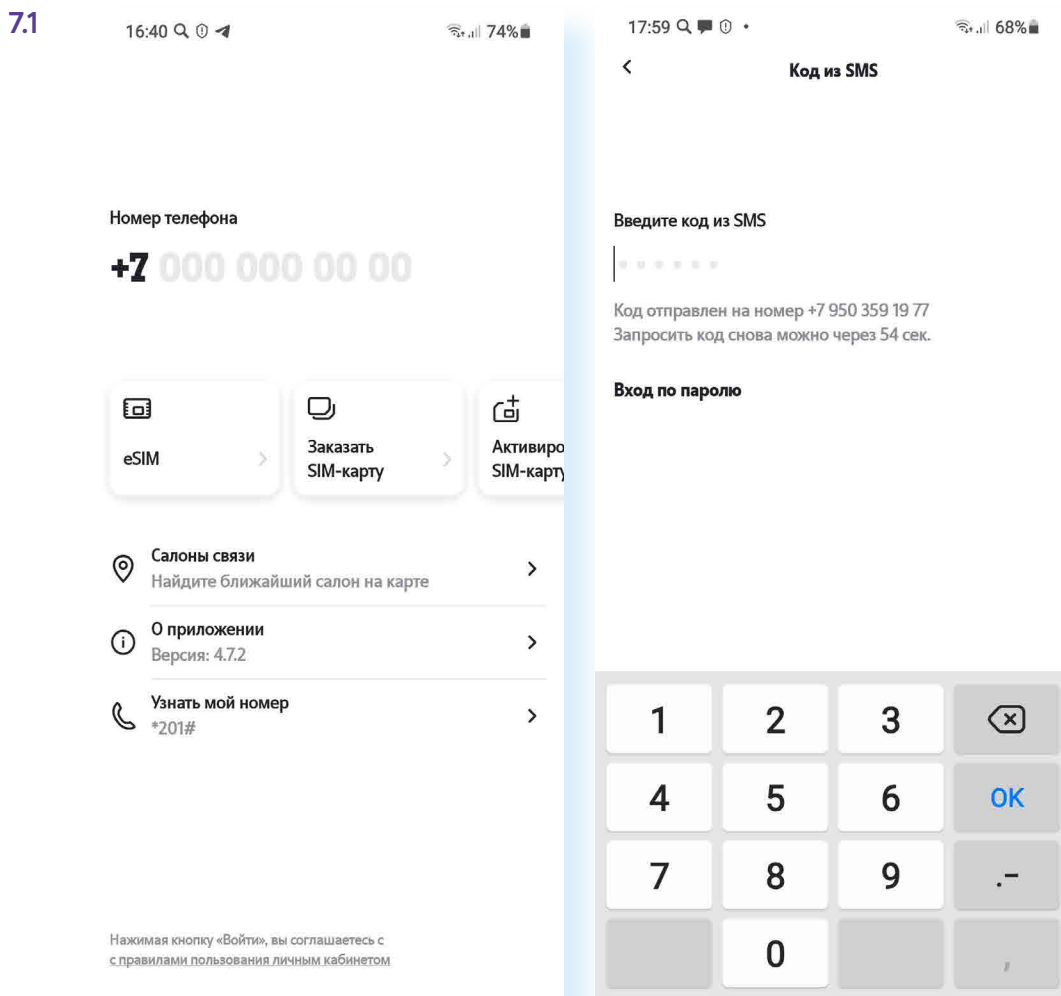 7.1
16:40
74%
Номер телефона
+7 000 000 00 00
eSIM
Заказать
SIM-карту
Активиро
SIM-карту
Салоны связи
Найдите ближайший салон на карте
О приложении
Версия: 4.7.2
Узнать мой номер
*201#
Нажимая кнопку «Войти», вы соглашаетесь с
с правилами пользования личным кабинетом
17:59
68%
Код из SMS
Введите код из SMS
Код отправлен на номер +7 950 359 19 77
Запросить код снова можно через 54 сек.
Вход по паролю
1 2 3
4 5 6 OK
7 8 9 .-
0 ,